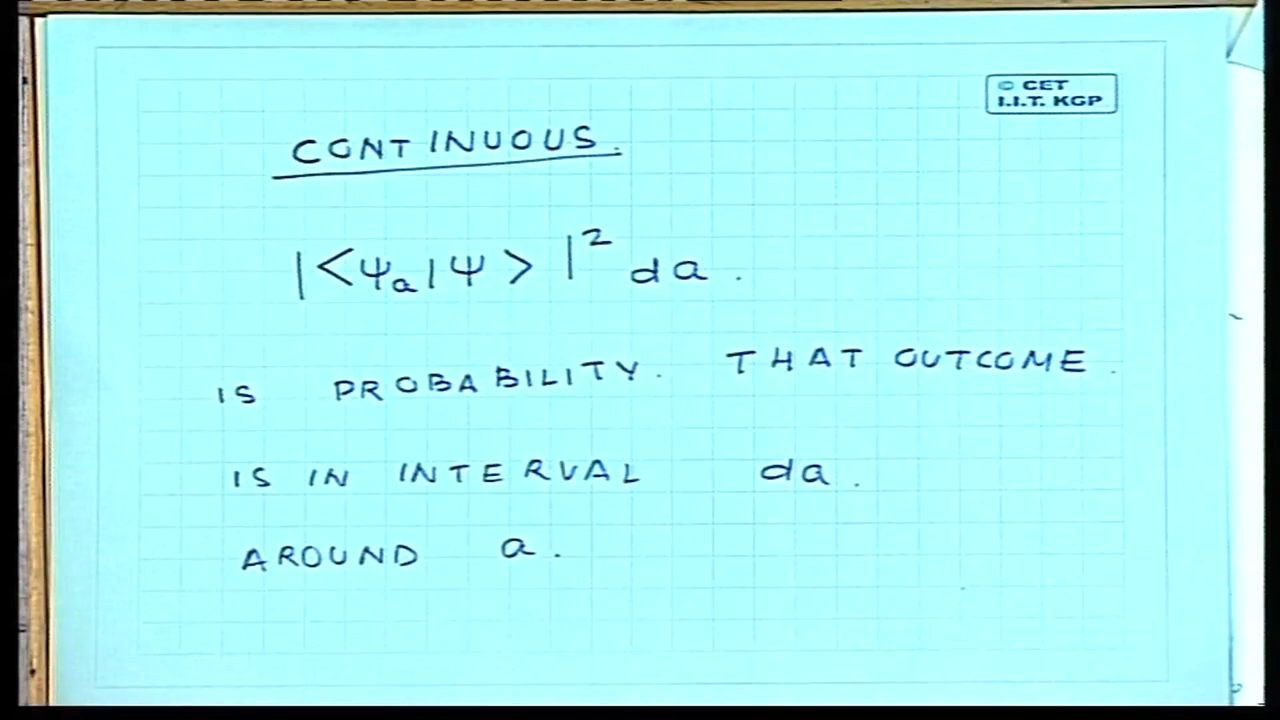 © CET
I.I.T. KGP
CONTINUOUS.
|<Ψₐ|Ψ>|² da.
IS PROBABILITY. THAT OUTCOME.
IS IN INTERVAL da.
AROUND a.